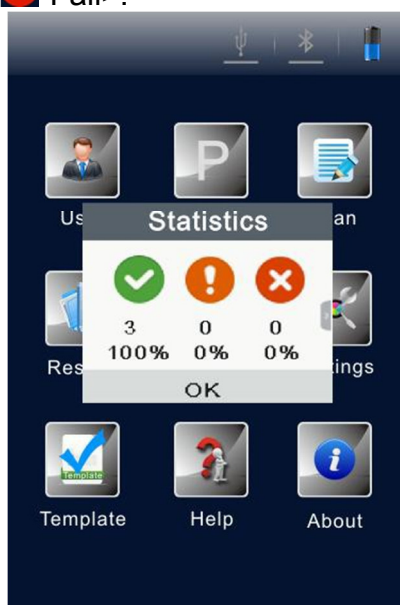 Fail> .
P
Us
an
Statistics
3 0 0
100% 0% 0%
OK
Res
ings
Template
Template
Help
About